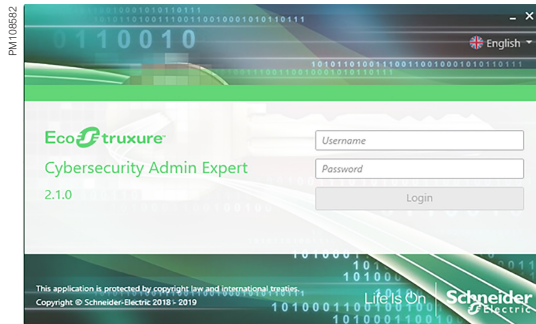 PM108582
English
EcoStruxure™
Cybersecurity Admin Expert
2.1.0
Username
Password
Login
This application is protected by copyright law and international treaties.
Copyright © Schneider-Electric 2018 - 2019
Life Is On
Schneider
Electric